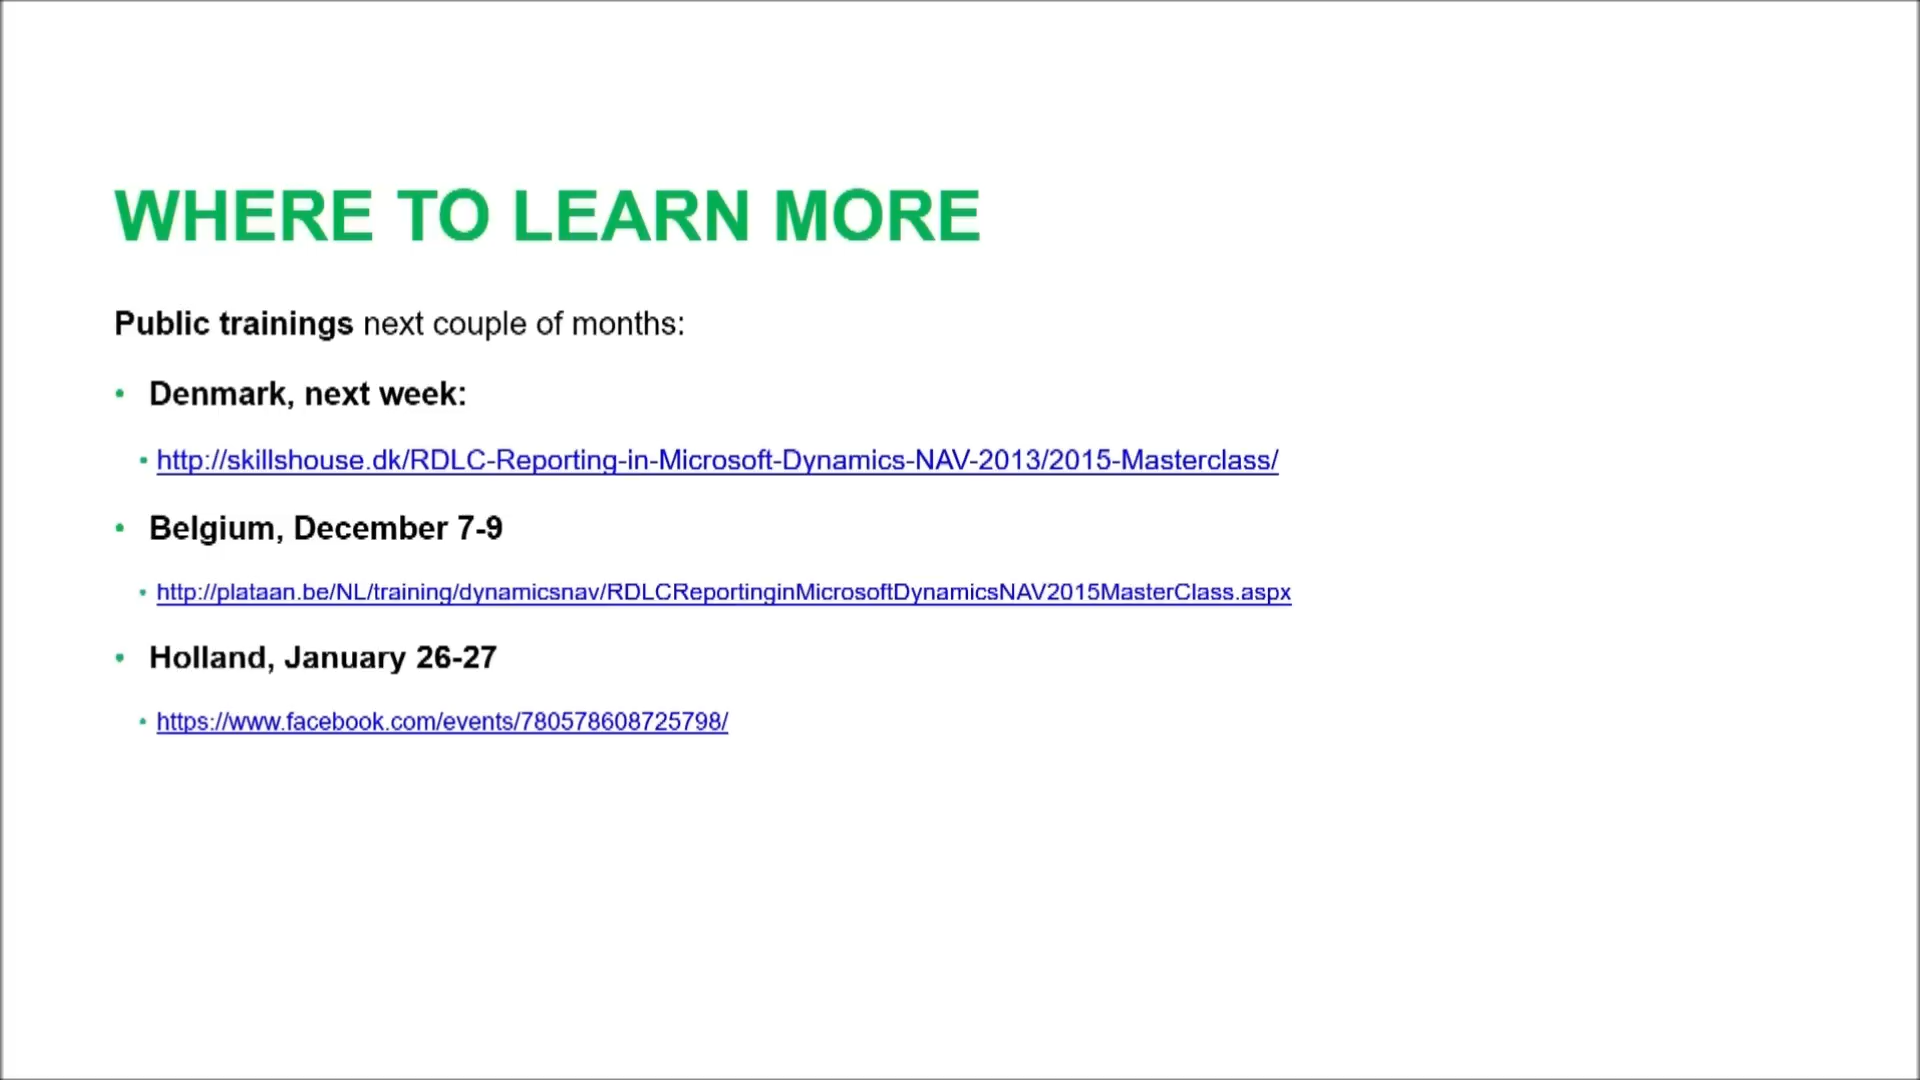 WHERE TO LEARN MORE
Public trainings next couple of months:
• Denmark, next week:
• http://skillshouse.dk/RDLC-Reporting-in-Microsoft-Dynamics-NAV-2013/2015-Masterclass/
• Belgium, December 7-9
• http://plataan.be/NL/training/dynamicsnav/RDLCReportinginMicrosoftDynamicsNAV2015MasterClass.aspx
• Holland, January 26-27
• https://www.facebook.com/events/780578608725798/